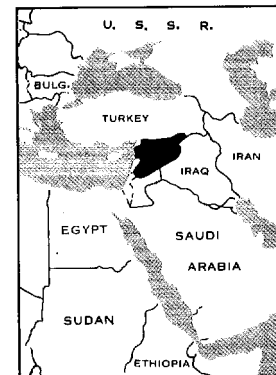 U. S. S. R.
BULG.
TURKEY
IRAN
IRAQ
EGYPT
SAUDI
ARABIA
SUDAN
ETHIOPIA